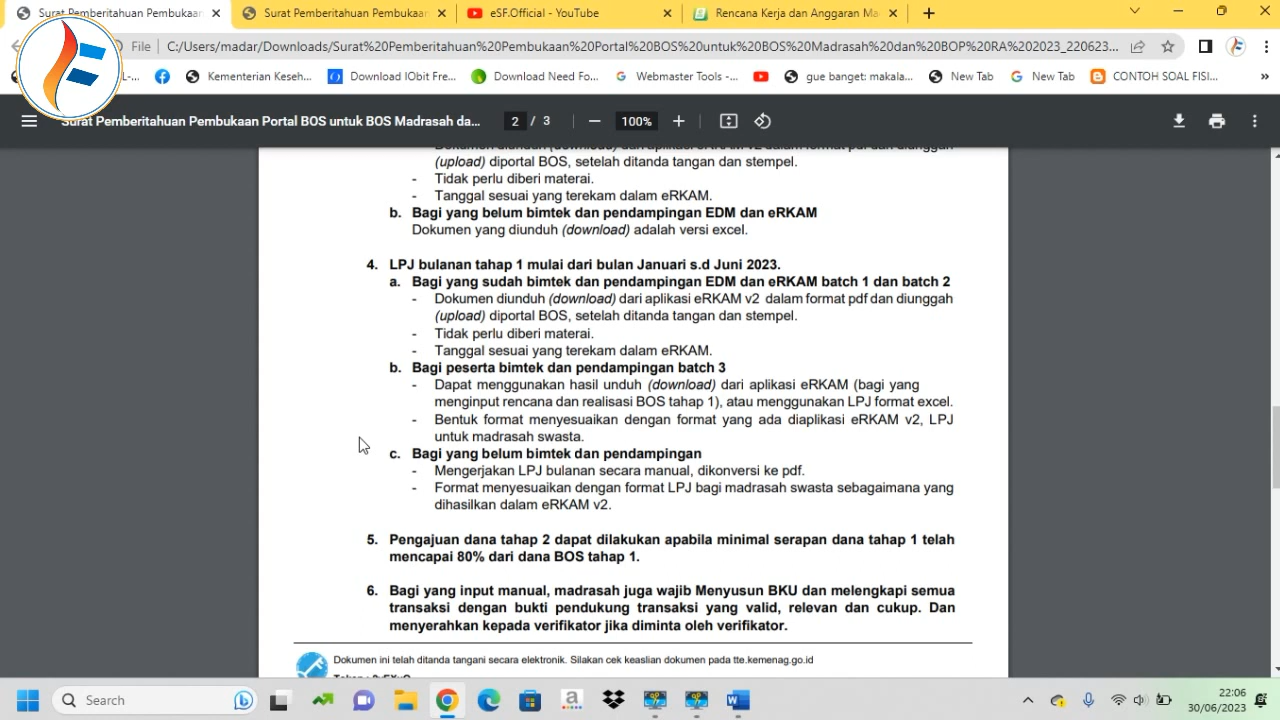 Surat Pemberitahuan Pembukaan
Surat Pemberitahuan Pembukaan
eSF.Official - YouTube
Rencana Kerja dan Anggaran Ma
File
C:/Users/madar/Downloads/Surat%20Pemberitahuan%20Pembukaan%20Portal%20BOS%20untuk%20BOS%20Madrasah%20dan%20BOP%20RA%202023_220623...
Kementerian Keseh...
Download IObit Fre...
Download Need Fo...
Webmaster Tools -...
gue banget: makala...
New Tab
New Tab
CONTOH SOAL FISI...
»
Surat Pemberitahuan Pembukaan Portal BOS untuk BOS Madrasah da...
2 / 3
100%
(upload) diportal BOS, setelah ditanda tangan dan stempel.
- Tidak perlu diberi materai.
- Tanggal sesuai yang terekam dalam eRKAM.
b. Bagi yang belum bimtek dan pendampingan EDM dan eRKAM
Dokumen yang diunduh (download) adalah versi excel.
4. LPJ bulanan tahap 1 mulai dari bulan Januari s.d Juni 2023.
a. Bagi yang sudah bimtek dan pendampingan EDM dan eRKAM batch 1 dan batch 2
- Dokumen diunduh (download) dari aplikasi eRKAM v2 dalam format pdf dan diunggah
(upload) diportal BOS, setelah ditanda tangan dan stempel.
- Tidak perlu diberi materai.
- Tanggal sesuai yang terekam dalam eRKAM.
b. Bagi peserta bimtek dan pendampingan batch 3
- Dapat menggunakan hasil unduh (download) dari aplikasi eRKAM (bagi yang
menginput rencana dan realisasi BOS tahap 1), atau menggunakan LPJ format excel.
- Bentuk format menyesuaikan dengan format yang ada diaplikasi eRKAM v2, LPJ
untuk madrasah swasta.
c. Bagi yang belum bimtek dan pendampingan
- Mengerjakan LPJ bulanan secara manual, dikonversi ke pdf.
- Format menyesuaikan dengan format LPJ bagi madrasah swasta sebagaimana yang
dihasilkan dalam eRKAM v2.
5. Pengajuan dana tahap 2 dapat dilakukan apabila minimal serapan dana tahap 1 telah
mencapai 80% dari dana BOS tahap 1.
6. Bagi yang input manual, madrasah juga wajib Menyusun BKU dan melengkapi semua
transaksi dengan bukti pendukung transaksi yang valid, relevan dan cukup. Dan
menyerahkan kepada verifikator jika diminta oleh verifikator.
Dokumen ini telah ditanda tangani secara elektronik. Silakan cek keaslian dokumen pada tte.kemenag.go.id
Search
22:06
30/06/2023